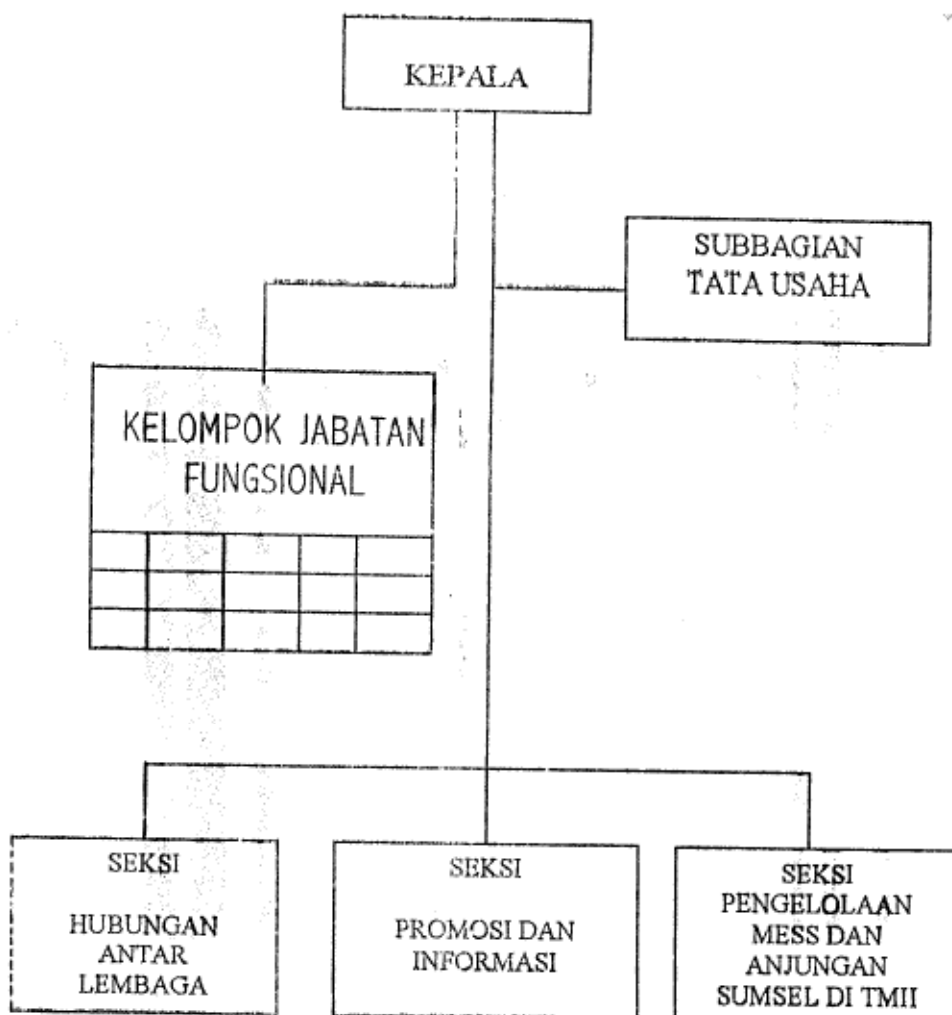 KEPALA
SUBBAGIAN
TATA USAHA
KELOMPOK JABATAN
FUNGSIONAL
SEKSI
HUBUNGAN
ANTAR
LEMBAGA
SEKSI
PROMOSI DAN
INFORMASI
SEKSI
PENGELOLAAN
MESS DAN
ANJUNGAN
SUMSEL DI TMII